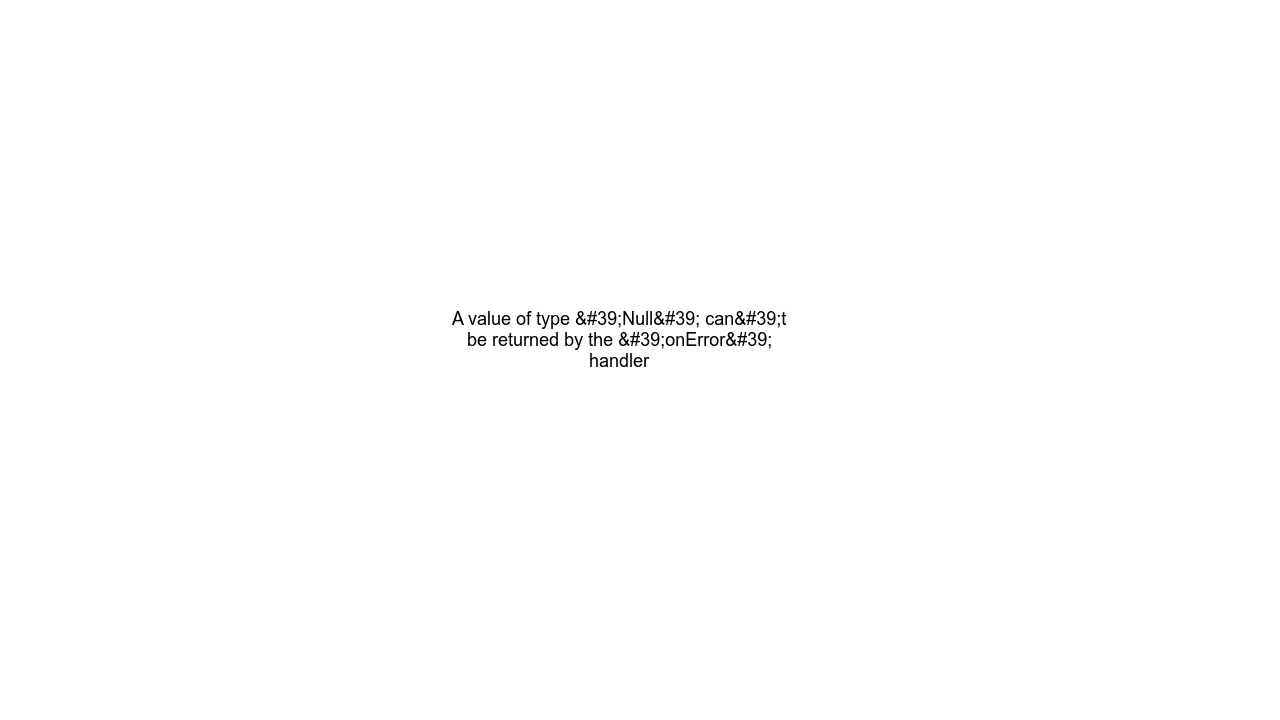 A value of type &#39;Null&#39; can&#39;t
be returned by the &#39;onError&#39;
handler